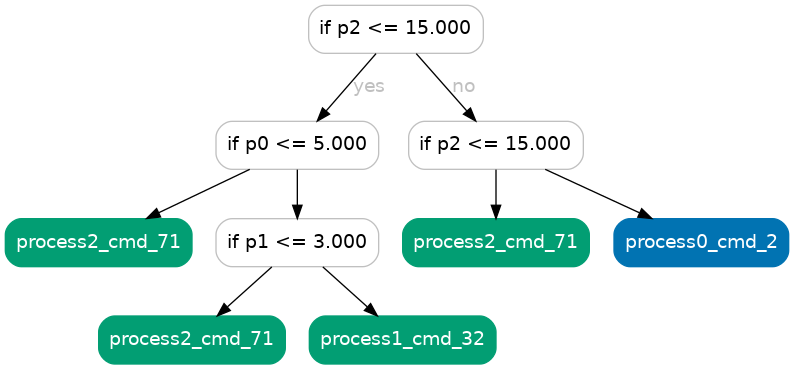 if p2 <= 15.000
yes
no
if p0 <= 5.000
if p2 <= 15.000
process2_cmd_71
if p1 <= 3.000
process2_cmd_71
process0_cmd_2
process2_cmd_71
process1_cmd_32